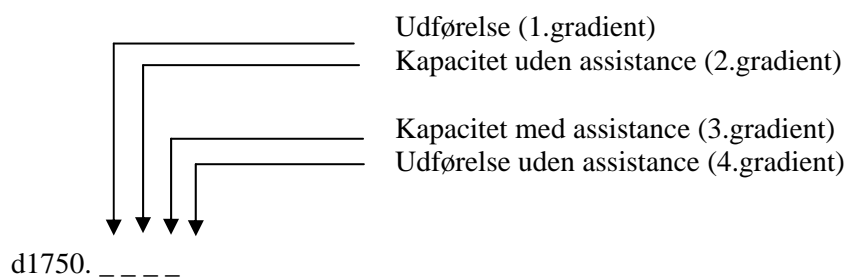 Udførelse (1.gradient)
Kapacitet uden assistance (2.gradient)
Kapacitet med assistance (3.gradient)
Udførelse uden assistance (4.gradient)
d1750. _ _ _ _